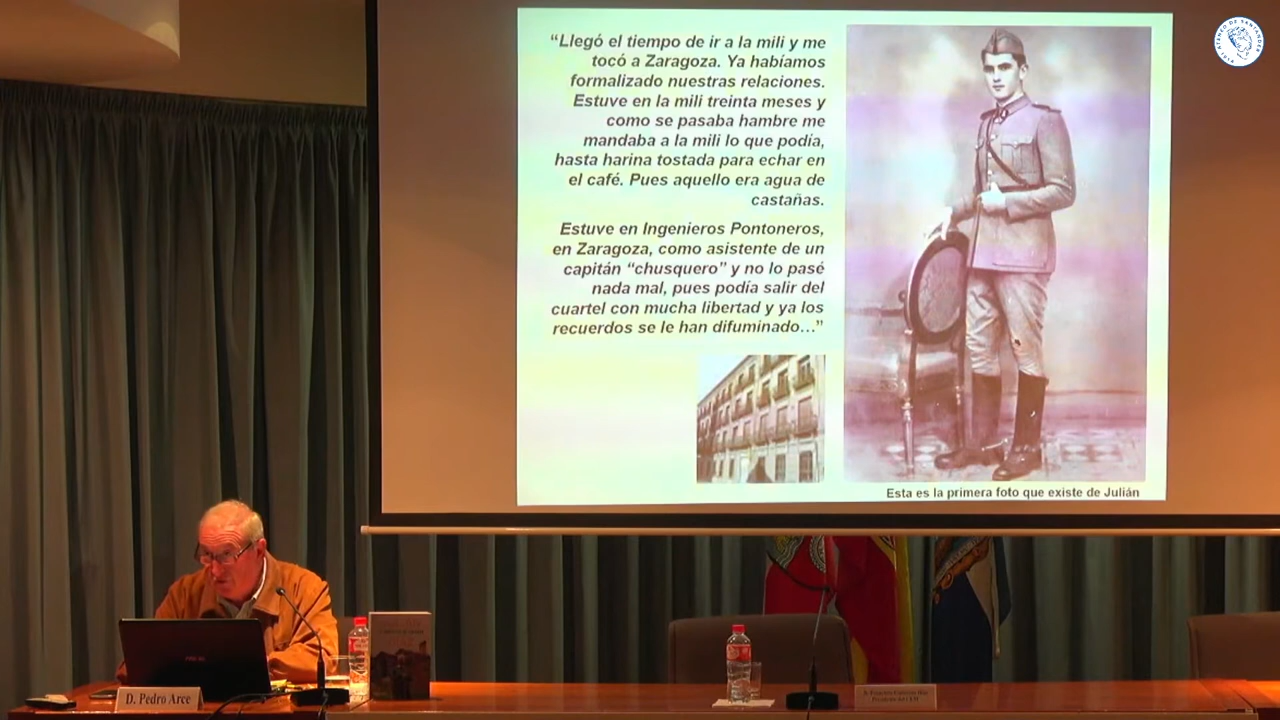 “Llegó el tiempo de ir a la mili y me
tocó a Zaragoza. Ya habíamos
formalizado nuestras relaciones.
Estuve en la mili treinta meses y
como se pasaba hambre me
mandaba a la mili lo que podía,
hasta harina tostada para echar en
el café. Pues aquello era agua de
castañas.
Estuve en Ingenieros Pontoneros,
en Zaragoza, como asistente de un
capitán “chusquero” y no lo pasé
nada mal, pues podía salir del
cuartel con mucha libertad y ya los
recuerdos se le han difuminado…”
Esta es la primera foto que existe de Julián
ATENEO DE SANTANDER
1914
D. Pedro Arce